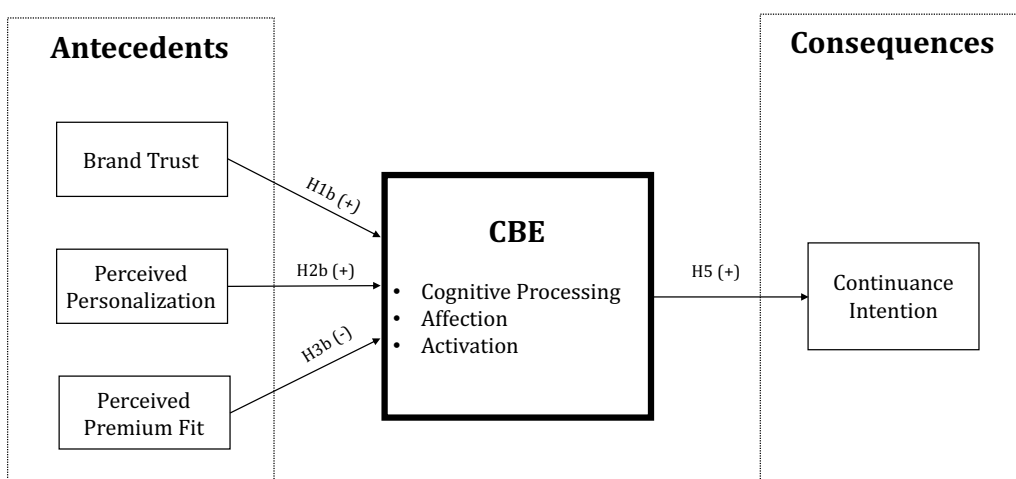 Antecedents
Consequences
Brand Trust
H1b (+)
CBE
Perceived
Personalization
H2b (+)
• Cognitive Processing
• Affection
• Activation
H5 (+)
Continuance
Intention
H3b (-)
Perceived
Premium Fit